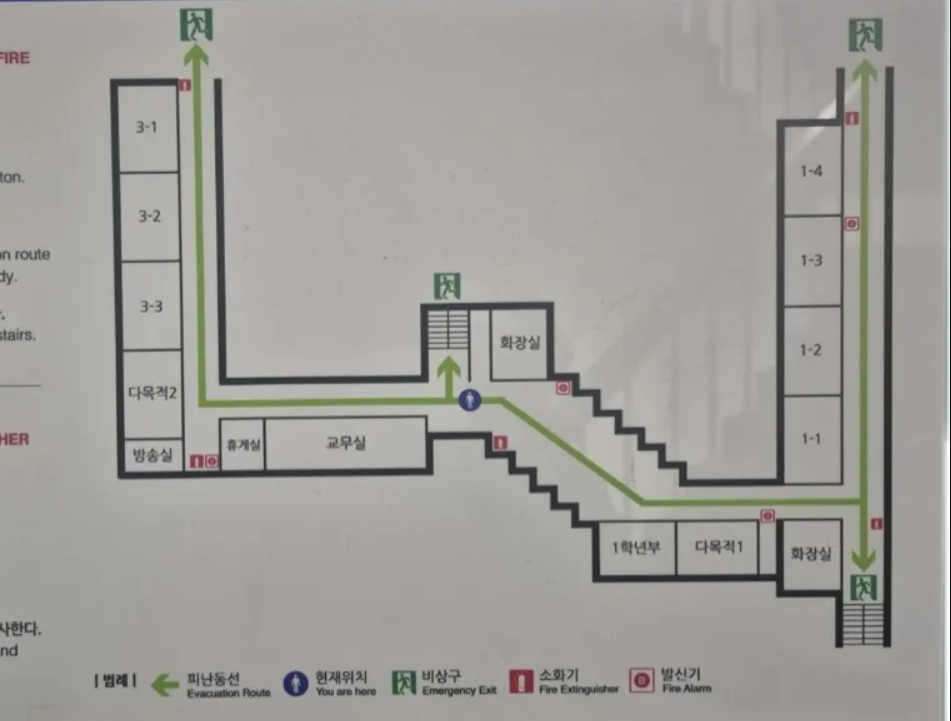 FIRE
ton.
on route
dy.
stairs.
HER
사한다.
nd
3-1
3-2
3-3
다목적2
방송실
휴게실
교무실
화장실
1-4
1-3
1-2
1-1
1학년부
다목적1
화장실
| 범례 |
피난동선
Evacuation Route
현재위치
You are here
비상구
Emergency Exit
소화기
Fire Extinguisher
발신기
Fire Alarm